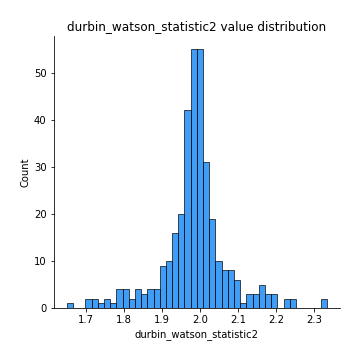 durbin_watson_statistic2 value distribution
50
40
30
20
10
0
Count
1.7 1.8 1.9 2.0 2.1 2.2 2.3
durbin_watson_statistic2